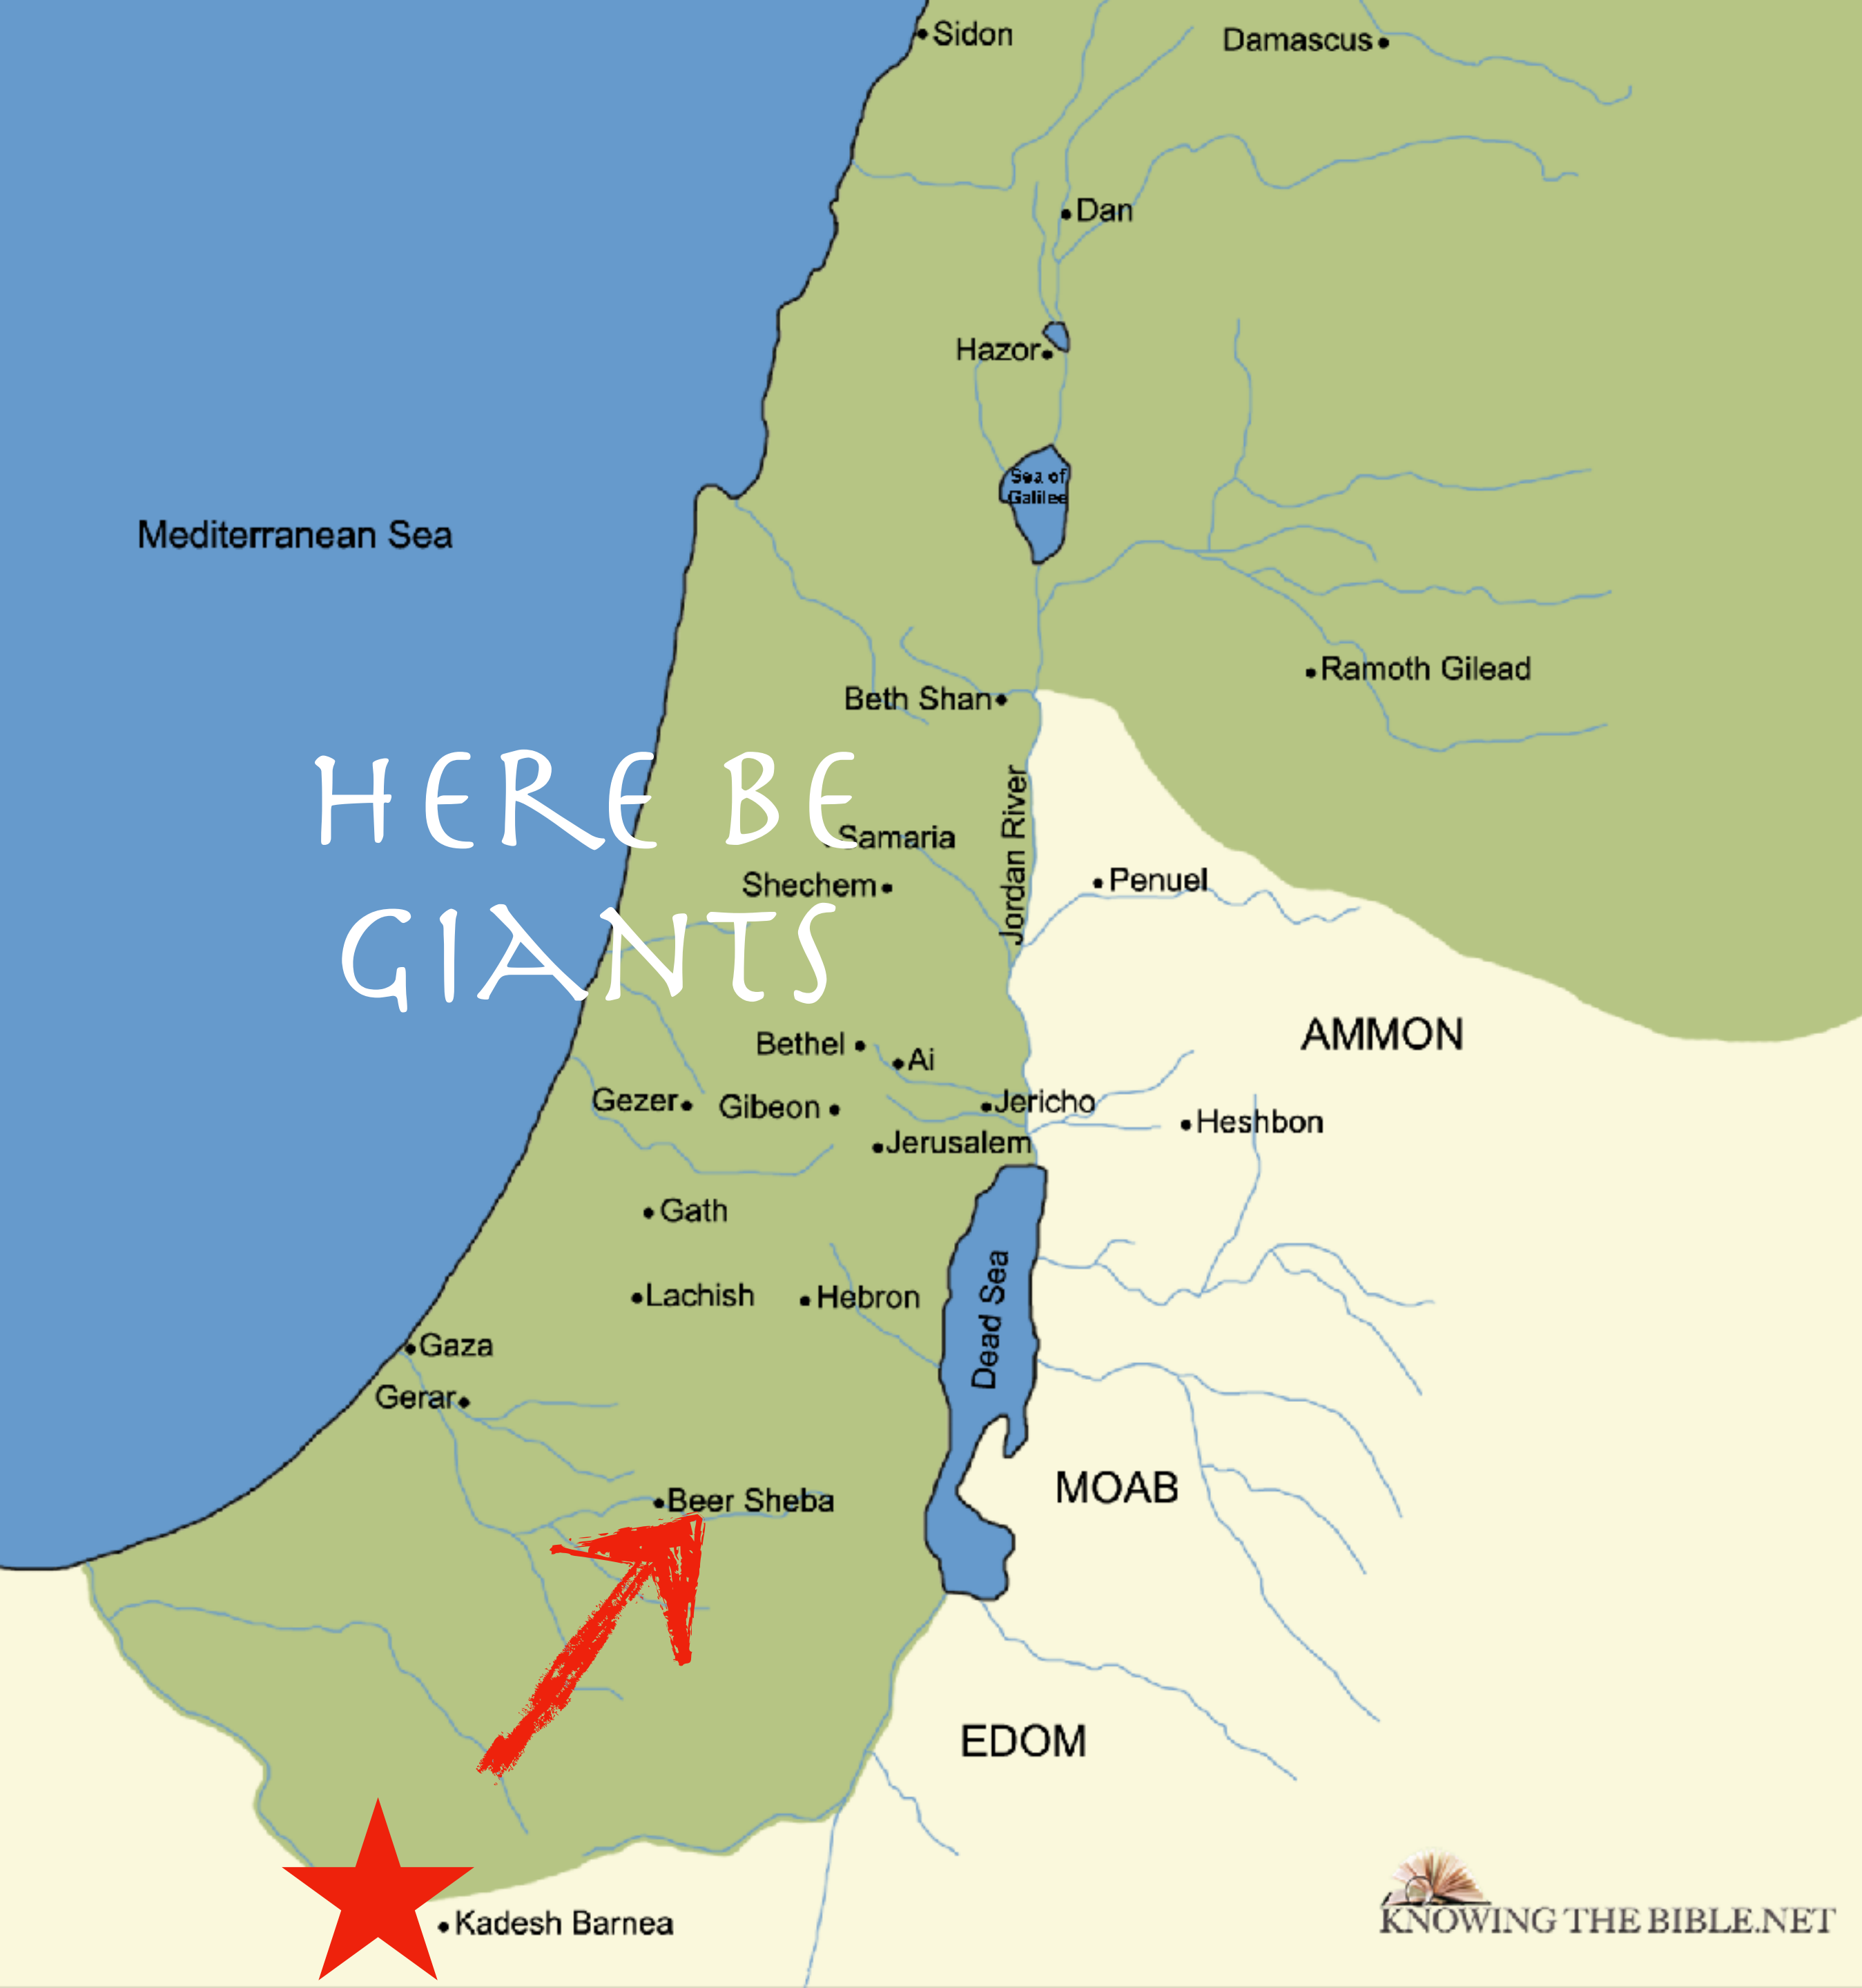 Sidon
Damascus
Dan
Hazor
Sea of
Galilee
Mediterranean Sea
Ramoth Gilead
Beth Shan
HERE BE
GIANTS
Jordan River
Samaria
Shechem
Penuel
AMMON
Bethel
Ai
Gezer
Gibeon
Jericho
Heshbon
Jerusalem
Gath
Dead Sea
Lachish
Hebron
Gaza
Gerar
MOAB
Beer Sheba
EDOM
Kadesh Barnea
KNOWING THE BIBLE.NET